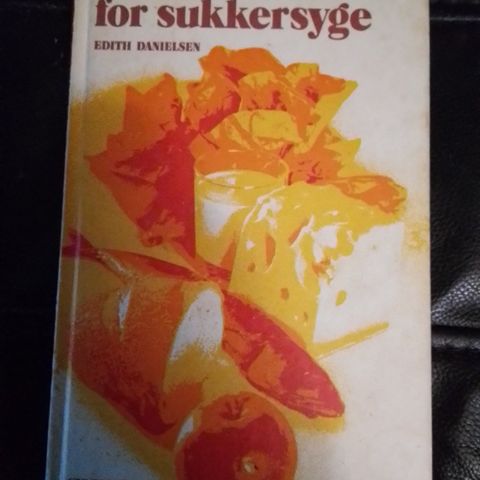 for sukkersyge
EDITH DANIELSEN